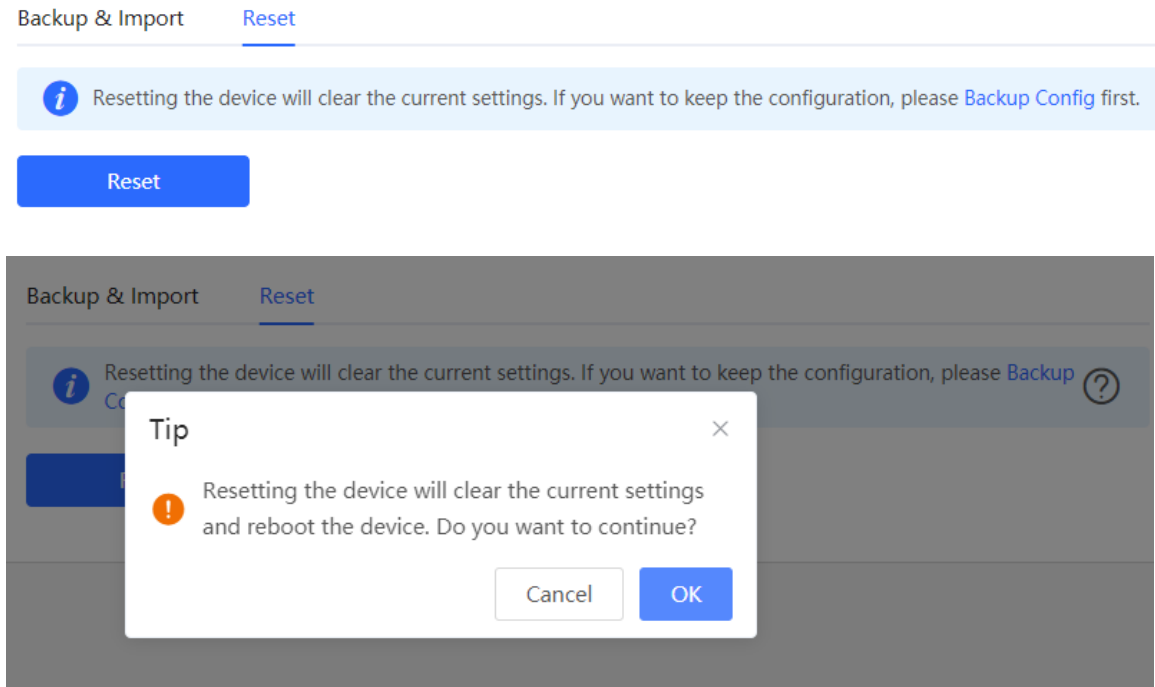 Backup & Import Reset
Resetting the device will clear the current settings. If you want to keep the configuration, please Backup Config first.
Reset
Backup & Import Reset
Resetting the device will clear the current settings. If you want to keep the configuration, please Backup
Tip
Resetting the device will clear the current settings
and reboot the device. Do you want to continue?
Cancel OK